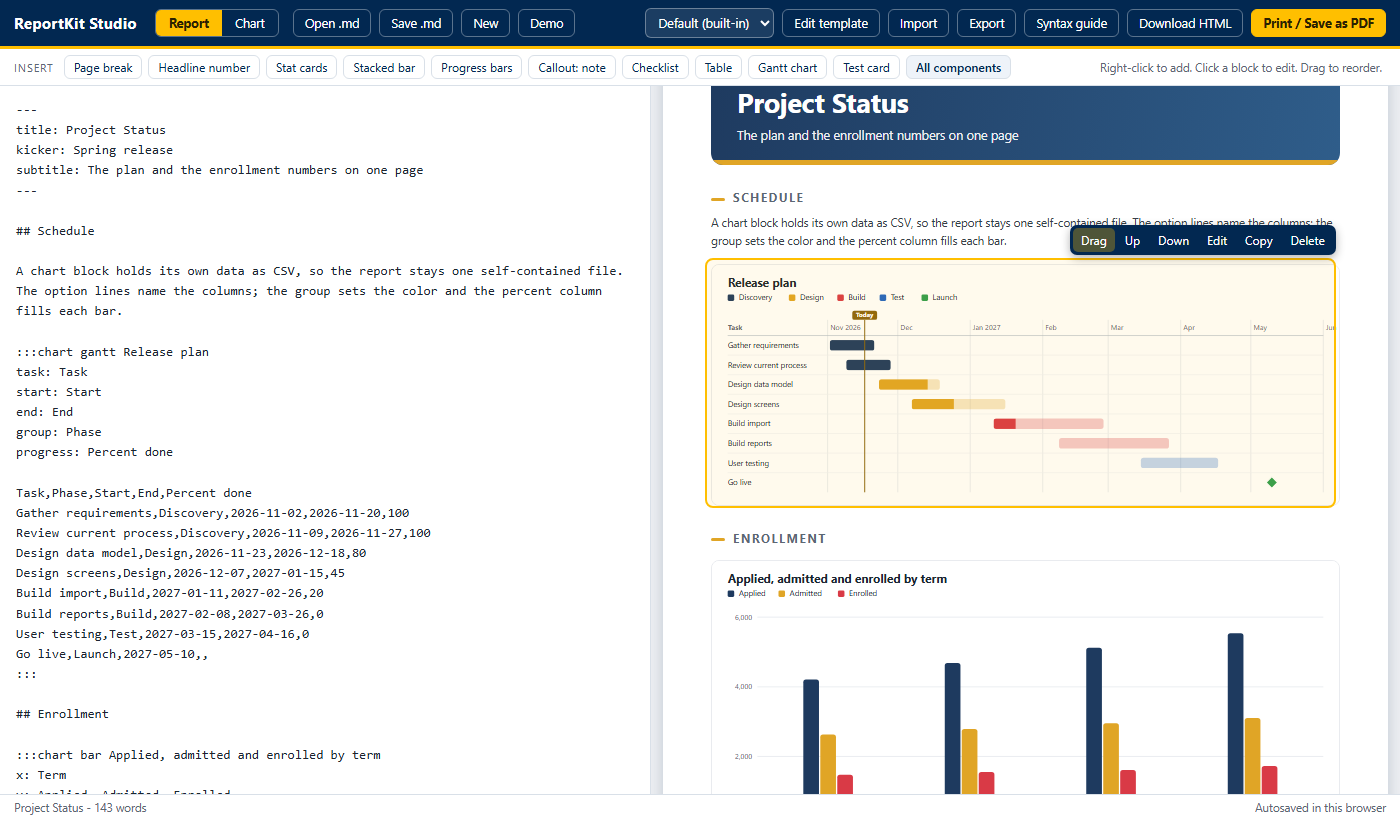 ReportKit Studio
Report
Chart
Open .md
Save .md
New
Demo
Default (built-in)
Edit template
Import
Export
Syntax guide
Download HTML
Print / Save as PDF
INSERT
Page break
Headline number
Stat cards
Stacked bar
Progress bars
Callout: note
Checklist
Table
Gantt chart
Test card
All components
Right-click to add. Click a block to edit. Drag to reorder.
---
title: Project Status
kicker: Spring release
subtitle: The plan and the enrollment numbers on one page
---
## Schedule
A chart block holds its own data as CSV, so the report stays one self-contained file.
The option lines name the columns; the group sets the color and the percent column
fills each bar.
:::chart gantt Release plan
task: Task
start: Start
end: End
group: Phase
progress: Percent done
Task,Phase,Start,End,Percent done
Gather requirements,Discovery,2026-11-02,2026-11-20,100
Review current process,Discovery,2026-11-09,2026-11-27,100
Design data model,Design,2026-11-23,2026-12-18,80
Design screens,Design,2026-12-07,2027-01-15,45
Build import,Build,2027-01-11,2027-02-26,20
Build reports,Build,2027-02-08,2027-03-26,0
User testing,Test,2027-03-15,2027-04-16,0
Go live,Launch,2027-05-10,,
:::
## Enrollment
:::chart bar Applied, admitted and enrolled by term
x: Term
Project Status
The plan and the enrollment numbers on one page
SCHEDULE
A chart block holds its own data as CSV, so the report stays one self-contained file. The option lines name the columns; the
group sets the color and the percent column fills each bar.
Drag
Up
Down
Edit
Copy
Delete
Release plan
Discovery
Design
Build
Test
Launch
Today
Task
Nov 2026
Dec
Jan 2027
Feb
Mar
Apr
May
Gather requirements
Review current process
Design data model
Design screens
Build import
Build reports
User testing
Go live
ENROLLMENT
Applied, admitted and enrolled by term
Applied
Admitted
Enrolled
6,000
4,000
2,000
Project Status - 143 words
Autosaved in this browser